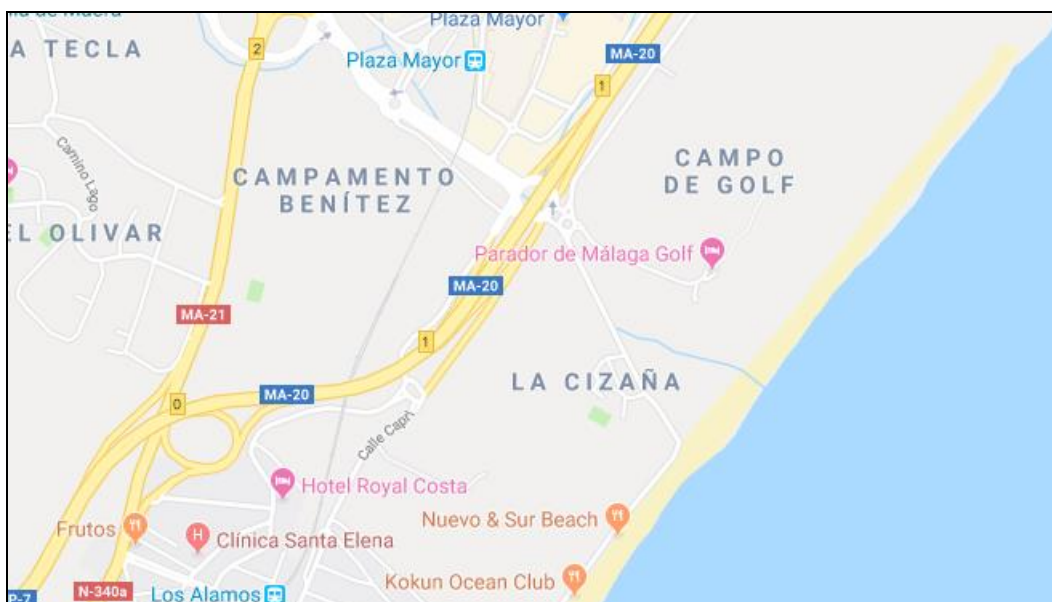 Plaza Mayor
A TECLA
2
Plaza Mayor
MA-20
1
Camino Lago
CAMPAMENTO
BENÍTEZ
CAMPO
DE GOLF
EL OLIVAR
Parador de Málaga Golf
MA-20
MA-21
1
LA CIZAÑA
MA-20
0
Calle Capri
Hotel Royal Costa
Nuevo & Sur Beach
Frutos
H
Clínica Santa Elena
Kokun Ocean Club
P-7
N-340a
Los Alamos